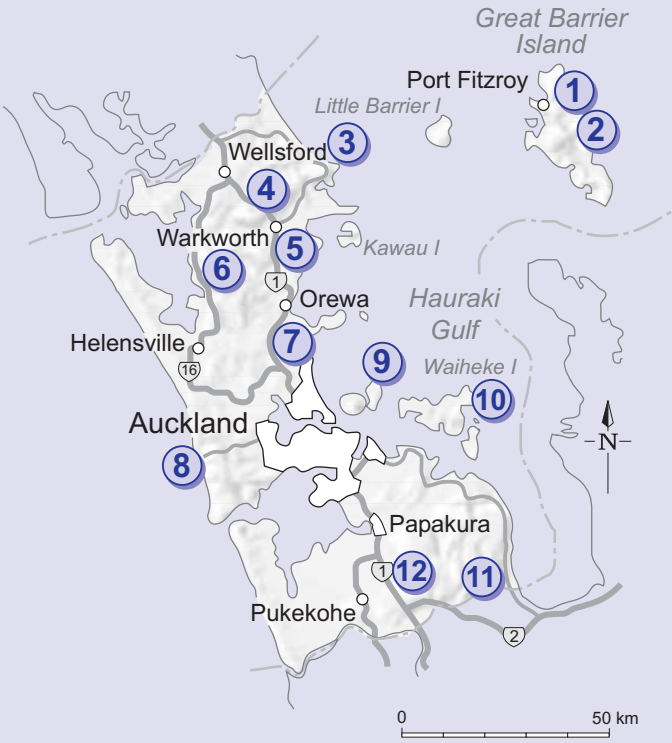 Great Barrier
Island
Port Fitzroy
1
Little Barrier I
2
3
Wellsford
4
Warkworth
5
Kawau I
6
1
Orewa
Hauraki
Gulf
Helensville
7
9
Waiheke I
16
10
Auckland
N
8
Papakura
1
12
11
Pukekohe
2
0
50 km